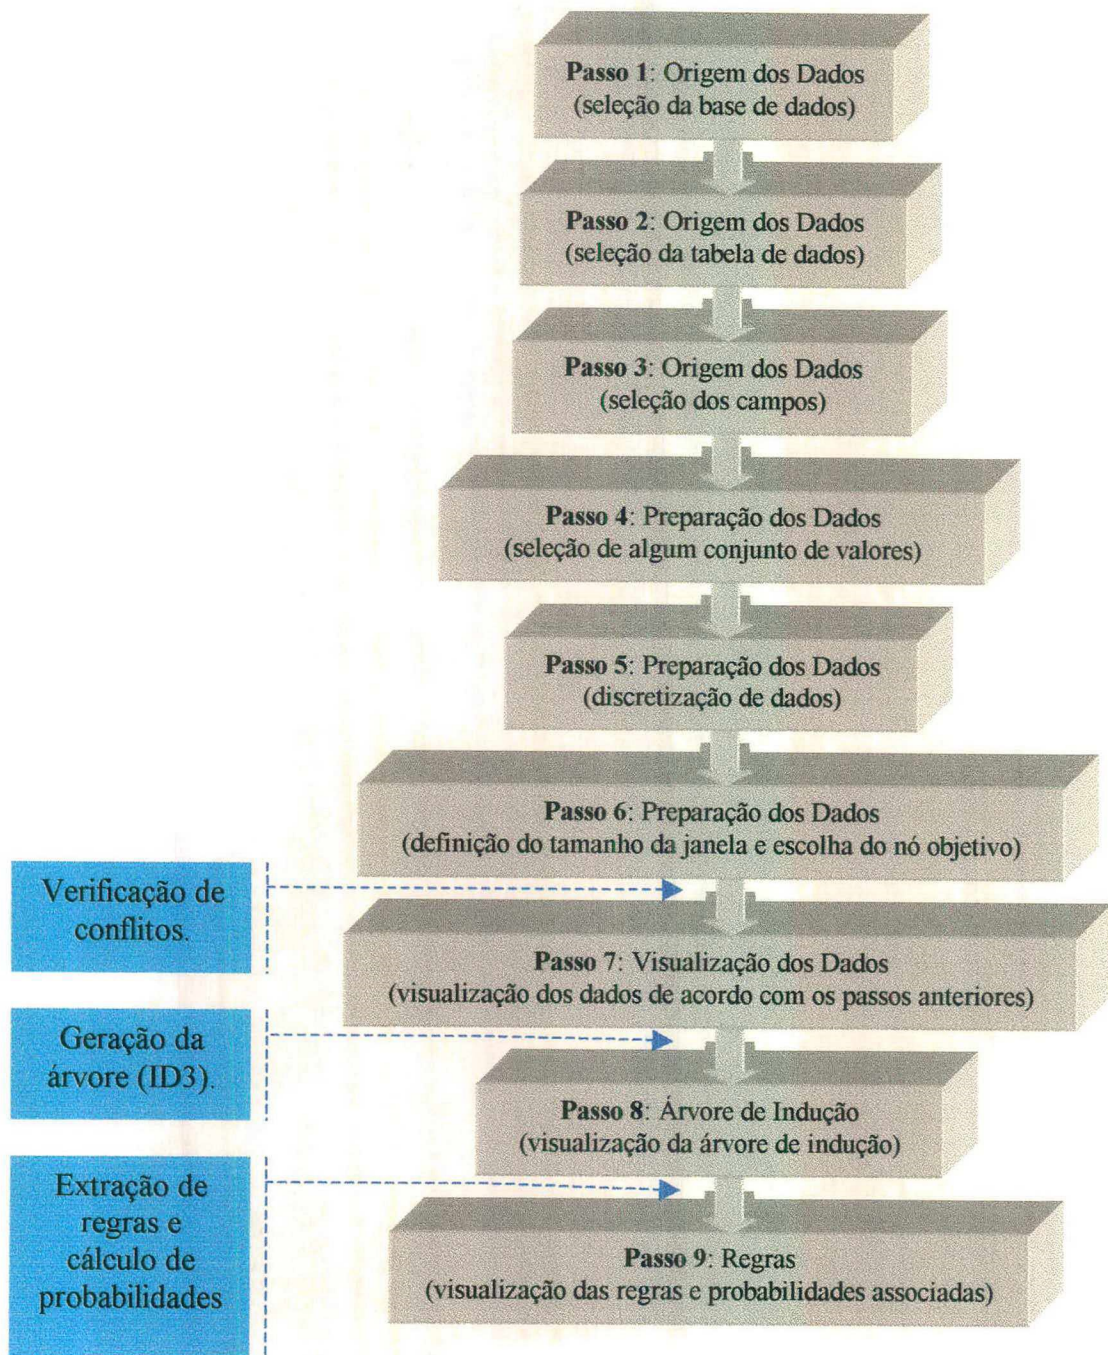 Passo 1: Origem dos Dados
(seleção da base de dados)
Passo 2: Origem dos Dados
(seleção da tabela de dados)
Passo 3: Origem dos Dados
(seleção dos campos)
Passo 4: Preparação dos Dados
(seleção de algum conjunto de valores)
Passo 5: Preparação dos Dados
(discretização de dados)
Passo 6: Preparação dos Dados
(definição do tamanho da janela e escolha do nó objetivo)
Verificação de
conflitos.
Passo 7: Visualização dos Dados
(visualização dos dados de acordo com os passos anteriores)
Geração da
árvore (ID3).
Passo 8: Árvore de Indução
(visualização da árvore de indução)
Extração de
regras e
cálculo de
probabilidades
Passo 9: Regras
(visualização das regras e probabilidades associadas)